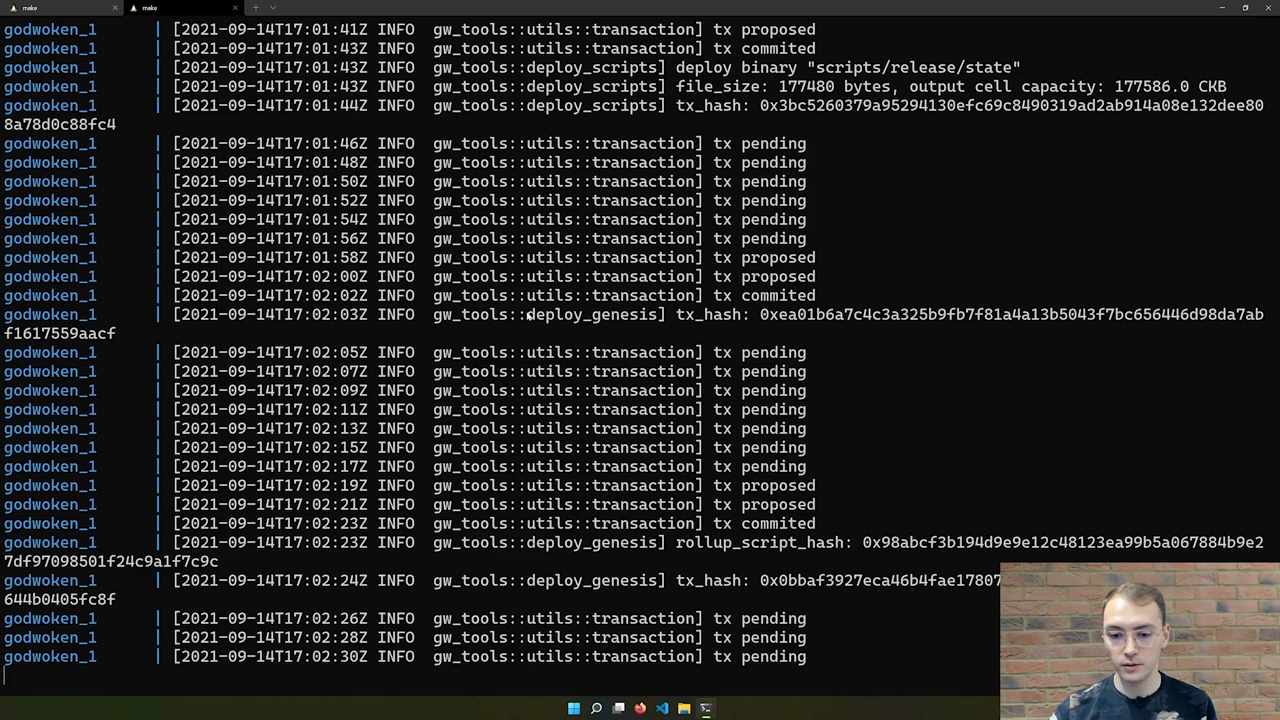 make
make
godwoken_1 | [2021-09-14T17:01:41Z INFO gw_tools::utils::transaction] tx proposed
godwoken_1 | [2021-09-14T17:01:43Z INFO gw_tools::utils::transaction] tx commited
godwoken_1 | [2021-09-14T17:01:43Z INFO gw_tools::deploy_scripts] deploy binary "scripts/release/state"
godwoken_1 | [2021-09-14T17:01:43Z INFO gw_tools::deploy_scripts] file_size: 177480 bytes, output cell capacity: 177586.0 CKB
godwoken_1 | [2021-09-14T17:01:44Z INFO gw_tools::deploy_scripts] tx_hash: 0x3bc5260379a95294130efc69c8490319ad2ab914a08e132dee80
8a78d0c88fc4
godwoken_1 | [2021-09-14T17:01:46Z INFO gw_tools::utils::transaction] tx pending
godwoken_1 | [2021-09-14T17:01:48Z INFO gw_tools::utils::transaction] tx pending
godwoken_1 | [2021-09-14T17:01:50Z INFO gw_tools::utils::transaction] tx pending
godwoken_1 | [2021-09-14T17:01:52Z INFO gw_tools::utils::transaction] tx pending
godwoken_1 | [2021-09-14T17:01:54Z INFO gw_tools::utils::transaction] tx pending
godwoken_1 | [2021-09-14T17:01:56Z INFO gw_tools::utils::transaction] tx pending
godwoken_1 | [2021-09-14T17:01:58Z INFO gw_tools::utils::transaction] tx proposed
godwoken_1 | [2021-09-14T17:02:00Z INFO gw_tools::utils::transaction] tx proposed
godwoken_1 | [2021-09-14T17:02:02Z INFO gw_tools::utils::transaction] tx commited
godwoken_1 | [2021-09-14T17:02:03Z INFO gw_tools::deploy_genesis] tx_hash: 0xea01b6a7c4c3a325b9fb7f81a4a13b5043f7bc656446d98da7ab
f1617559aacf
godwoken_1 | [2021-09-14T17:02:05Z INFO gw_tools::utils::transaction] tx pending
godwoken_1 | [2021-09-14T17:02:07Z INFO gw_tools::utils::transaction] tx pending
godwoken_1 | [2021-09-14T17:02:09Z INFO gw_tools::utils::transaction] tx pending
godwoken_1 | [2021-09-14T17:02:11Z INFO gw_tools::utils::transaction] tx pending
godwoken_1 | [2021-09-14T17:02:13Z INFO gw_tools::utils::transaction] tx pending
godwoken_1 | [2021-09-14T17:02:15Z INFO gw_tools::utils::transaction] tx pending
godwoken_1 | [2021-09-14T17:02:17Z INFO gw_tools::utils::transaction] tx pending
godwoken_1 | [2021-09-14T17:02:19Z INFO gw_tools::utils::transaction] tx proposed
godwoken_1 | [2021-09-14T17:02:21Z INFO gw_tools::utils::transaction] tx proposed
godwoken_1 | [2021-09-14T17:02:23Z INFO gw_tools::utils::transaction] tx commited
godwoken_1 | [2021-09-14T17:02:23Z INFO gw_tools::deploy_genesis] rollup_script_hash: 0x98abcf3b194d9e9e12c48123ea99b5a067884b9e2
7df97098501f24c9a1f7c9c
godwoken_1 | [2021-09-14T17:02:24Z INFO gw_tools::deploy_genesis] tx_hash: 0x0bbaf3927eca46b4fae17807
644b0405fc8f
godwoken_1 | [2021-09-14T17:02:26Z INFO gw_tools::utils::transaction] tx pending
godwoken_1 | [2021-09-14T17:02:28Z INFO gw_tools::utils::transaction] tx pending
godwoken_1 | [2021-09-14T17:02:30Z INFO gw_tools::utils::transaction] tx pending